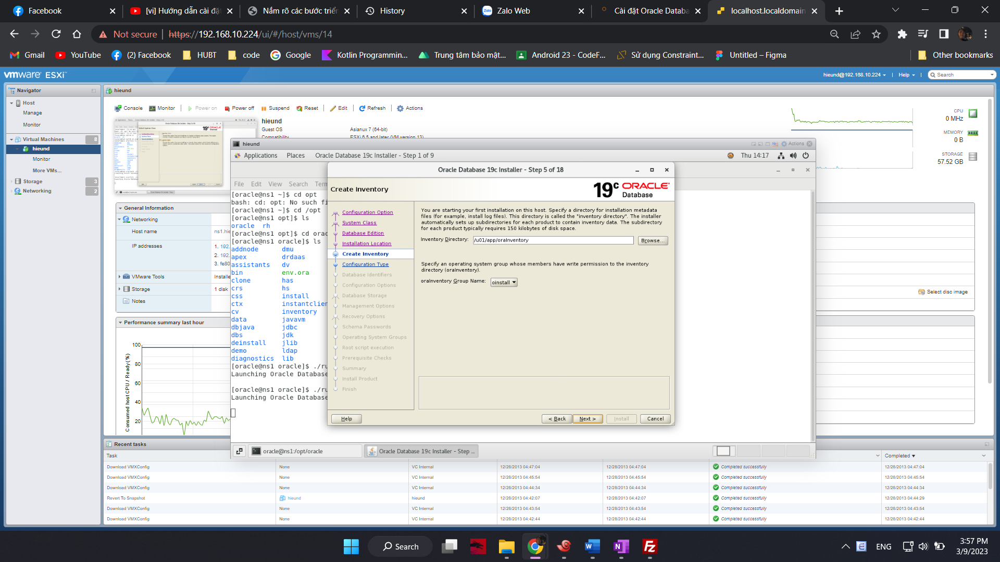 Facebook
[vi] Hướng dẫn cài đặt
Nắm rõ các bước triển
History
Zalo Web
Cài đặt Oracle Databa
localhost.localdomain
Not secure
https://192.168.10.224/ui/#/host/vms/14
Gmail
YouTube
(2) Facebook
HUBT
code
Google
Kotlin Programmin...
Trung tâm bảo mật...
Android 23 - CodeF...
Sử dụng Constraint...
Untitled – Figma
Other bookmarks
vmware ESXi
hieund@192.168.10.224
Help
Search
Navigator
Host
Manage
Monitor
Virtual Machines 8
hieund
Monitor
More VMs...
Storage 3
Networking 2
hieund
Console
Monitor
Power on
Power off
Suspend
Reset
Edit
Refresh
Actions
hieund
Guest OS Asianux 7 (64-bit)
Compatibility ESXi 6.5 and later (VM version 13)
CPU
0 MHz
MEMORY
0 B
STORAGE
57.52 GB
General Information
Networking
Host name ns1.hie
IP addresses 1. 192.
2. 192.
3. fe80
VMware Tools Installe
Storage 1 disk
Notes
Select disc image
Performance summary last hour
Consumed host CPU / Ready(%)
100
80
60
40
20
hieund
Actions
Applications Places Oracle Database 19c Installer - Step 1 of 9
Thu 14:17
File Edit View Search Term
[oracle@ns1 ~]$ cd opt
bash: cd: opt: No such fi
[oracle@ns1 ~]$ cd /opt
[oracle@ns1 opt]$ ls
oracle rh
[oracle@ns1 opt]$ cd orac
[oracle@ns1 oracle]$ ls
addnode dmu
apex drdaas
assistants dv
bin env.ora
clone has
crs hs
css install
ctx instantclien
cv inventory
data javavm
dbjava jdbc
dbs jdk
deinstall jlib
demo ldap
diagnostics lib
[oracle@ns1 oracle]$ ./ru
Launching Oracle Database
[oracle@ns1 oracle]$ ./ru
Launching Oracle Database
Oracle Database 19c Installer - Step 5 of 18
Create Inventory
19c ORACLE
Database
Configuration Option
System Class
Database Edition
Installation Location
Create Inventory
Configuration Type
Database Identifiers
Configuration Options
Database Storage
Management Options
Recovery Options
Schema Passwords
Operating System Groups
Root script execution
Prerequisite Checks
Summary
Install Product
Finish
You are starting your first installation on this host. Specify a directory for installation metadata
files (for example, install log files). This directory is called the "inventory directory". The installer
automatically sets up subdirectories for each product to contain inventory data. The subdirectory
for each product typically requires 150 kilobytes of disk space.
Inventory Directory: /u01/app/oraInventory Browse...
Specify an operating system group whose members have write permission to the inventory
directory (oraInventory).
oraInventory Group Name: oinstall
Help
< Back
Next >
Install
Cancel
oracle@ns1:/opt/oracle
Oracle Database 19c Installer - Step ...
Recent tasks
Task
Completed ▼
Download VMXConfig None VC Internal 12/28/2013 04:47:04 12/28/2013 04:47:04 Completed successfully 12/28/2013 04:47:04
Download VMXConfig None VC Internal 12/28/2013 04:45:54 12/28/2013 04:45:54 Completed successfully 12/28/2013 04:45:54
Download VMXConfig None VC Internal 12/28/2013 04:44:34 12/28/2013 04:44:34 Completed successfully 12/28/2013 04:44:34
Revert To Snapshot hieund hieund 12/28/2013 04:42:07 12/28/2013 04:42:07 Completed successfully 12/28/2013 04:44:29
Download VMXConfig None VC Internal 12/28/2013 04:43:54 12/28/2013 04:43:54 Completed successfully 12/28/2013 04:43:54
Download VMXConfig None VC Internal 12/28/2013 04:42:44 12/28/2013 04:42:44 Completed successfully 12/28/2013 04:42:44
Search
ENG
3:57 PM
3/9/2023